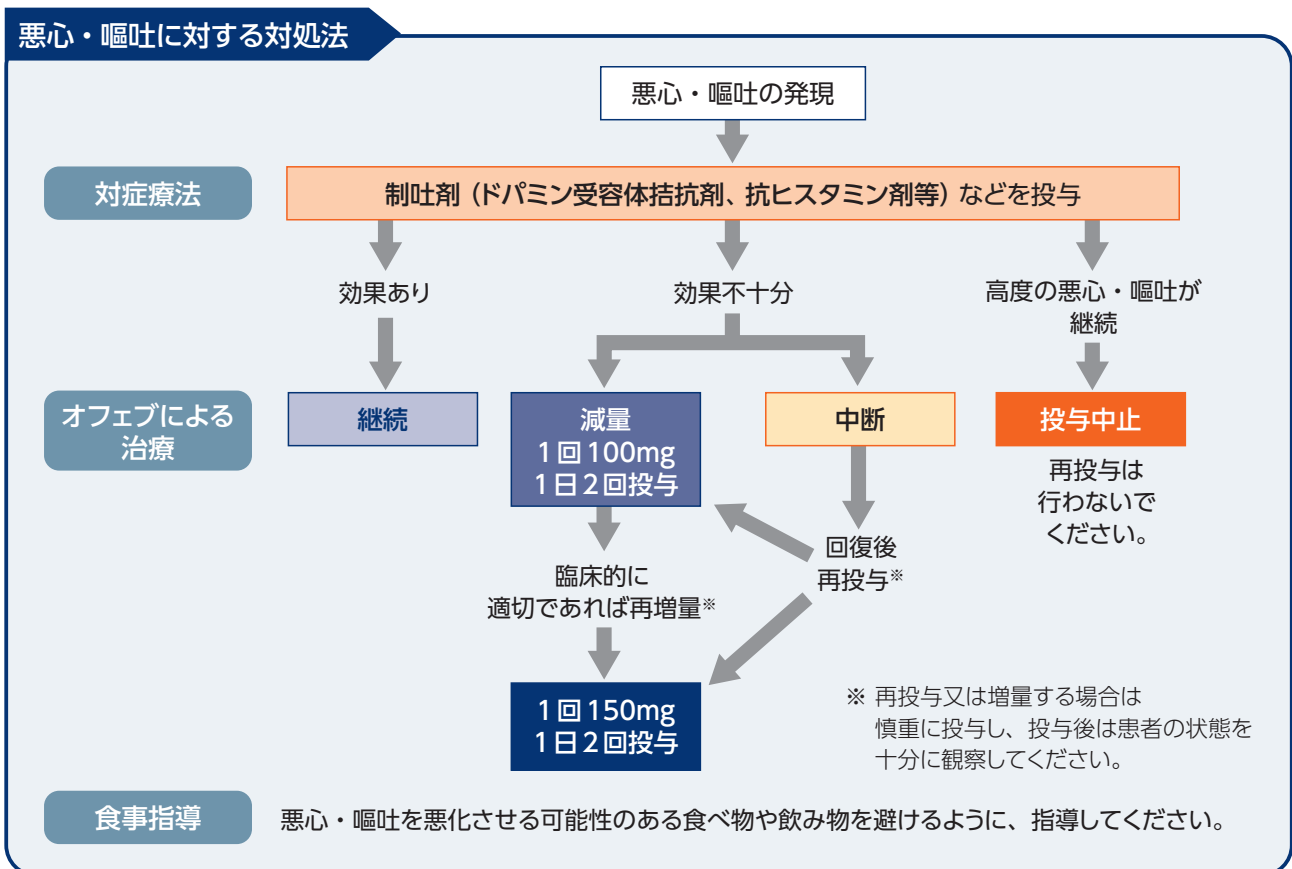 悪心・嘔吐に対する対処法
悪心・嘔吐の発現
対症療法
制吐剤（ドパミン受容体拮抗剤、抗ヒスタミン剤等）などを投与
効果あり
効果不十分
高度の悪心・嘔吐が
継続
オフェブによる
治療
継続
減量
1回100mg
1日2回投与
中断
投与中止
再投与は
行わないで
ください。
回復後
再投与※
臨床的に
適切であれば再増量※
1回150mg
1日2回投与
※ 再投与又は増量する場合は
慎重に投与し、投与後は患者の状態を
十分に観察してください。
食事指導
悪心・嘔吐を悪化させる可能性のある食べ物や飲み物を避けるように、指導してください。